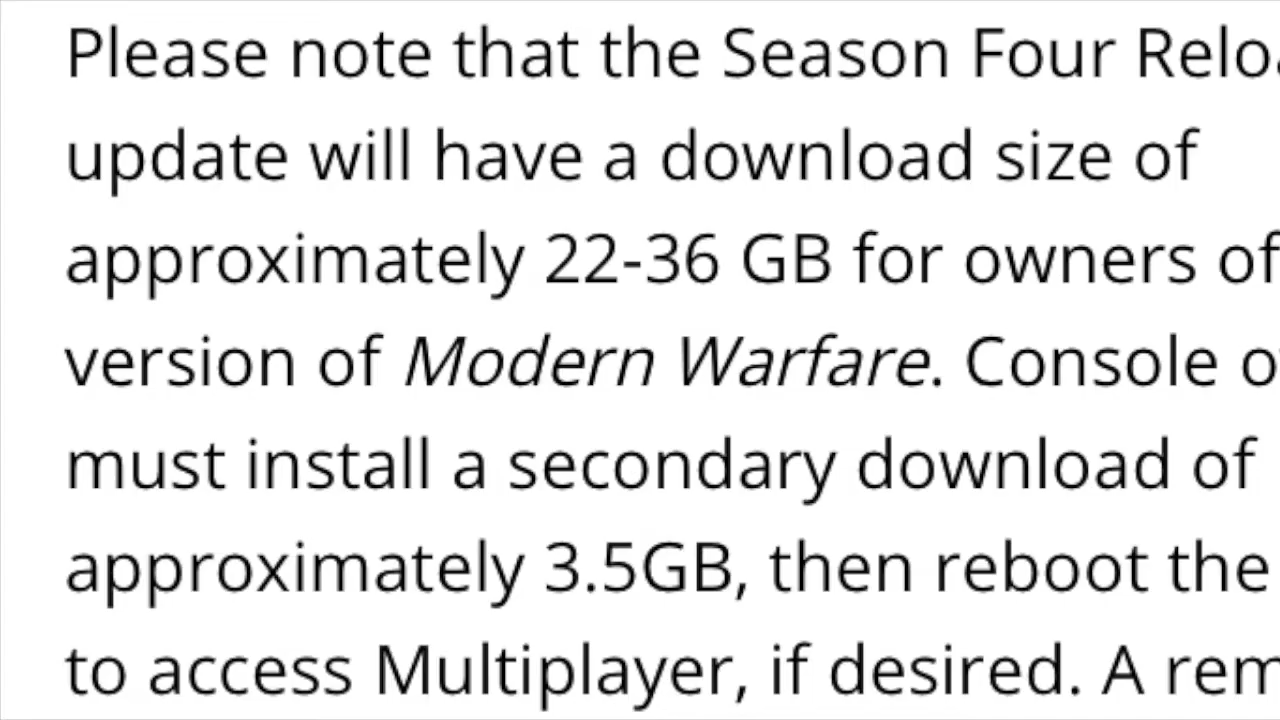 Please note that the Season Four
update will have a download size of
approximately 22-36 GB for owners of
version of Modern Warfare. Console
must install a secondary download of
approximately 3.5GB, then reboot the
to access Multiplayer, if desired. A